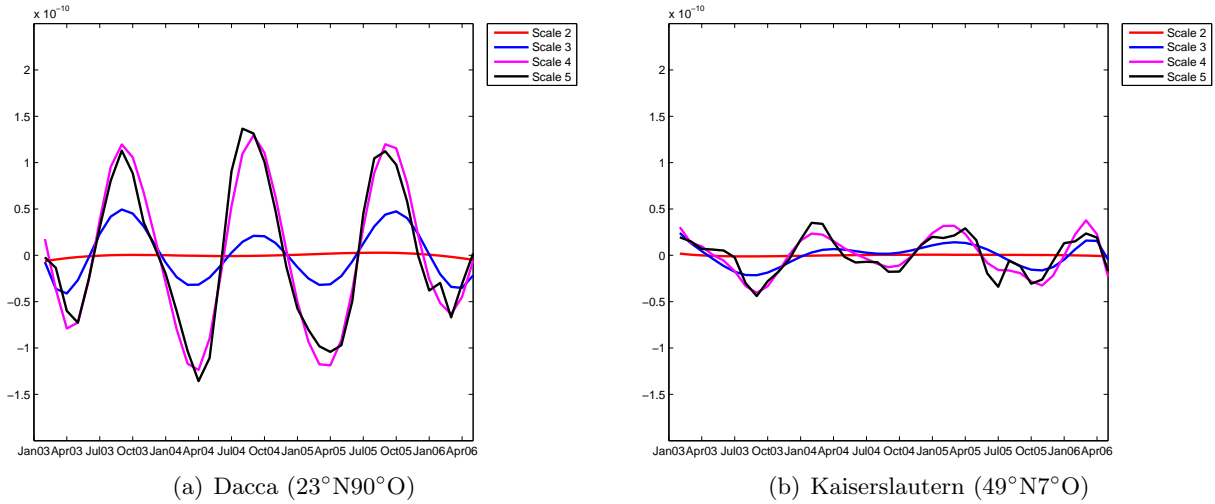 x 10⁻¹⁰
2
1.5
1
0.5
0
−0.5
−1
−1.5
Jan03 Apr03 Jul03 Oct03 Jan04 Apr04 Jul04 Oct04 Jan05 Apr05 Jul05 Oct05 Jan06 Apr06
Scale 2
Scale 3
Scale 4
Scale 5
(a) Dacca (23°N90°O)
x 10⁻¹⁰
2
1.5
1
0.5
0
−0.5
−1
−1.5
Jan03 Apr03 Jul03 Oct03 Jan04 Apr04 Jul04 Oct04 Jan05 Apr05 Jul05 Oct05 Jan06 Apr06
Scale 2
Scale 3
Scale 4
Scale 5
(b) Kaiserslautern (49°N7°O)